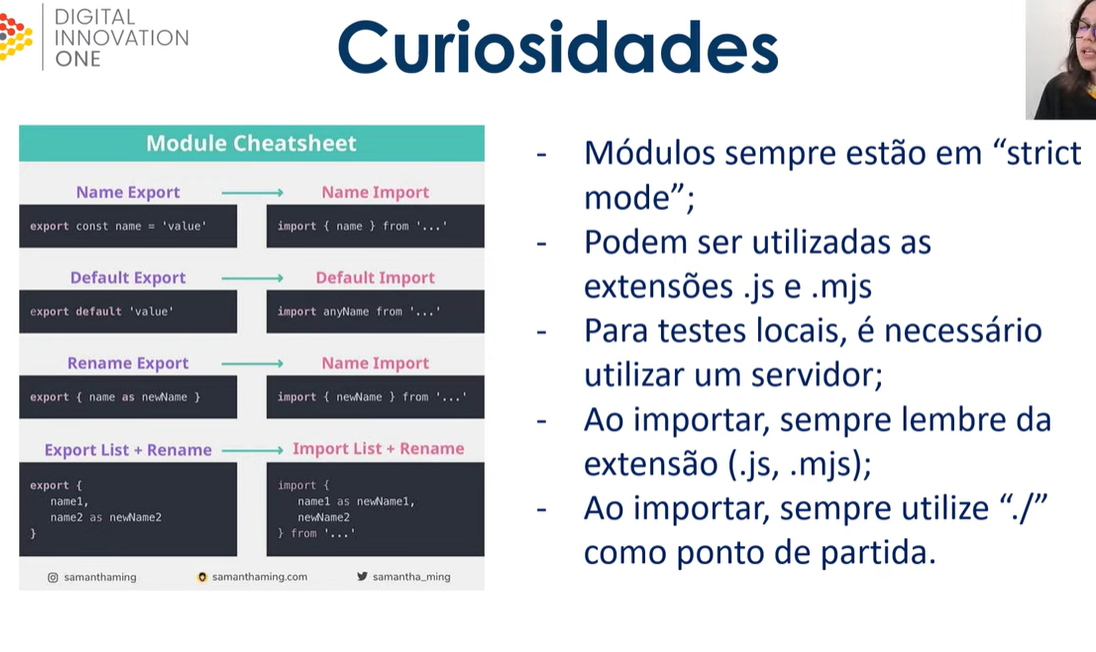 DIGITAL
INNOVATION
ONE
Curiosidades
Module Cheatsheet
Name Export
Name Import
export const name = 'value'
import { name } from '...'
Default Export
Default Import
export default 'value'
import anyName from '...'
Rename Export
Name Import
export { name as newName }
import { newName } from '...'
Export List + Rename
Import List + Rename
export {
name1,
name2 as newName2
}
import {
name1 as newName1,
newName2
} from '...'
samanthaming
samanthaming.com
samantha_ming
- Módulos sempre estão em “strict
mode”;
- Podem ser utilizadas as
extensões .js e .mjs
- Para testes locais, é necessário
utilizar um servidor;
- Ao importar, sempre lembre da
extensão (.js, .mjs);
- Ao importar, sempre utilize “./”
como ponto de partida.